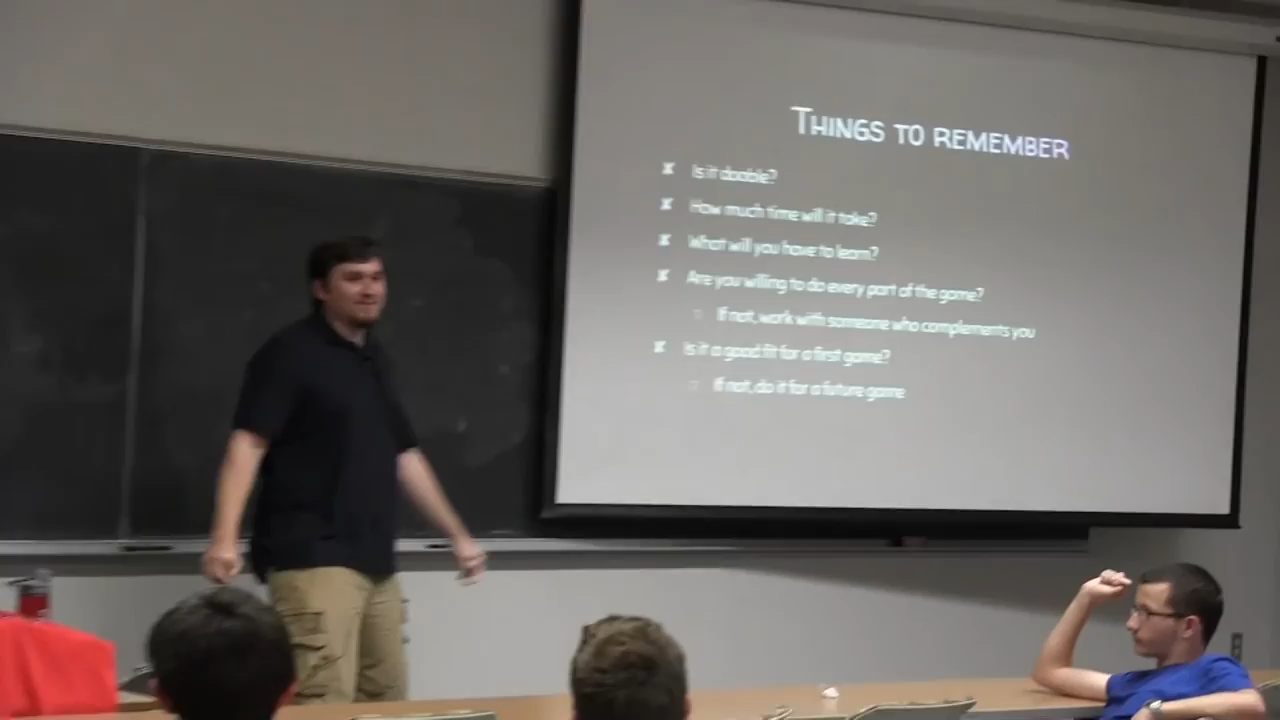 THINGS TO REMEMBER
Is it doable?
How much time will it take?
What will you have to learn?
Are you willing to do every part of the game?
If not, work with someone who complements you
Is it a good fit for a first game?
If not, do it for a future game